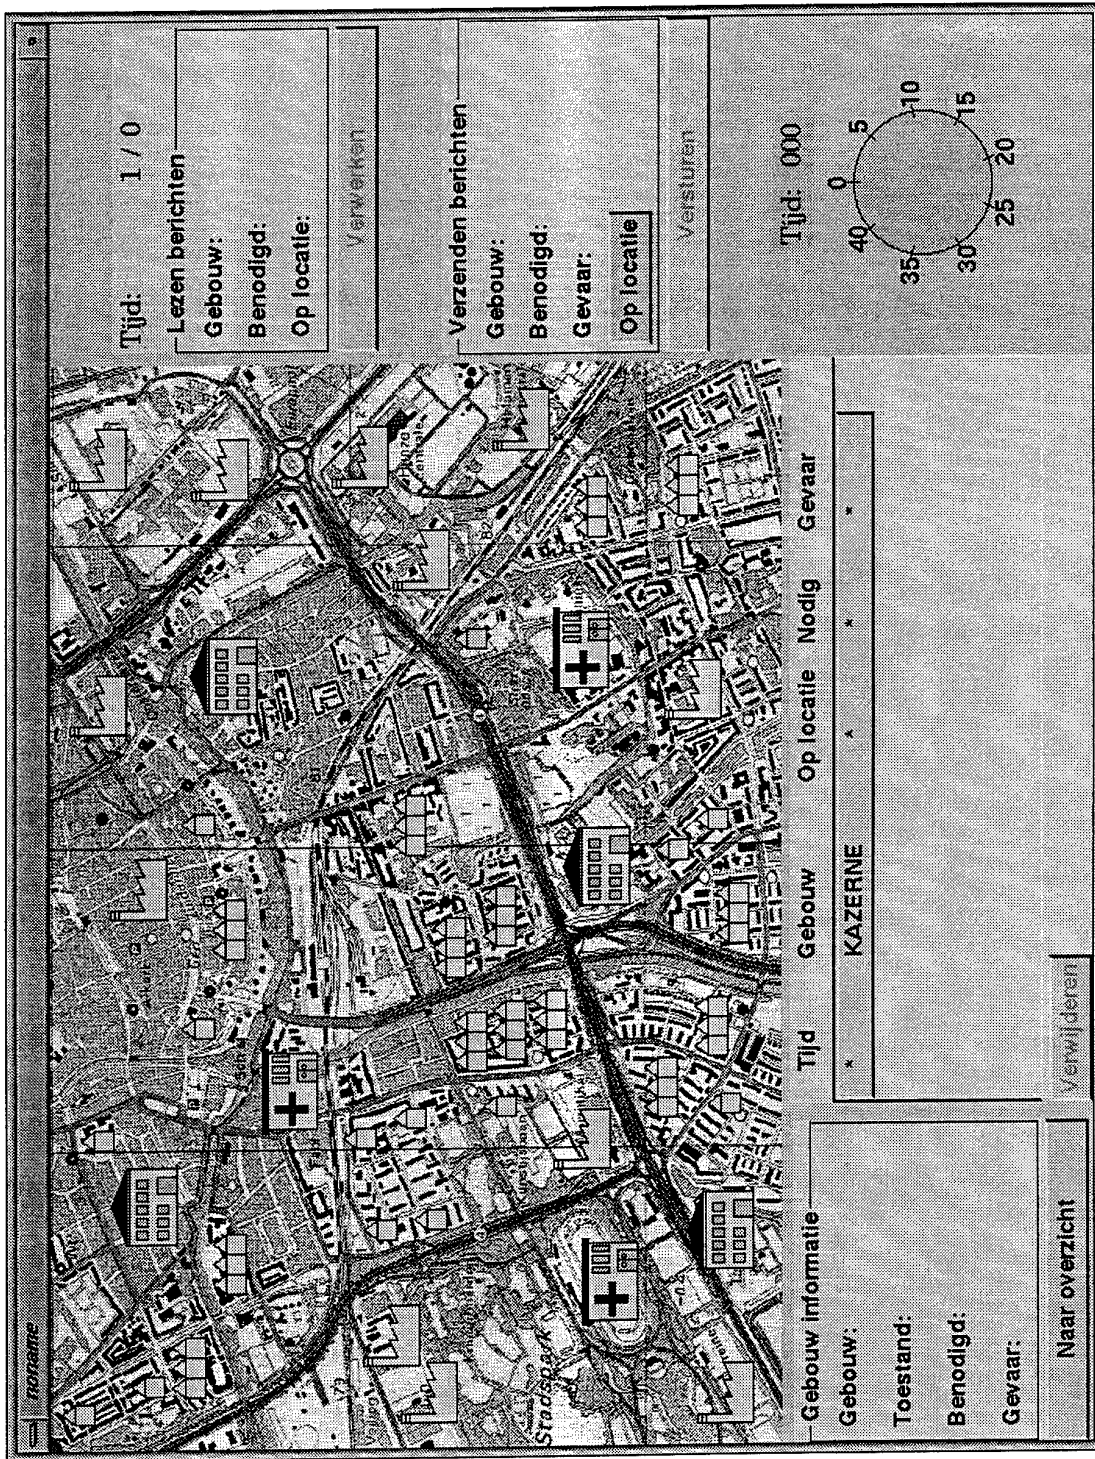 noname
Stadspark
Tijd: 1 / 0
Lezen berichten
Gebouw:
Benodigd:
Op locatie:
Verwerken
Verzenden berichten
Gebouw:
Benodigd:
Gevaar:
Op locatie
Versturen
Tijd: 000
0
5
10
15
20
25
30
35
40
Gebouw informatie
Gebouw:
Toestand:
Benodigd:
Gevaar:
Naar overzicht
Tijd Gebouw Op locatie Nodig Gevaar
* KAZERNE * * *
Verwijderen